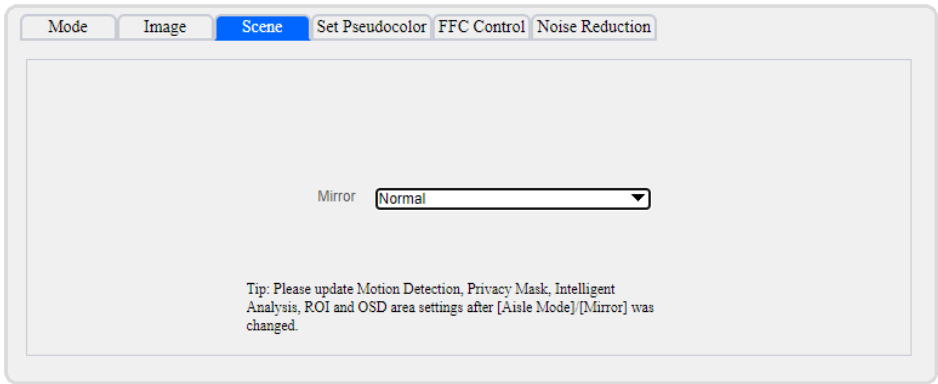 Mode Image Scene Set Pseudocolor FFC Control Noise Reduction
Mirror Normal
Tip: Please update Motion Detection, Privacy Mask, Intelligent
Analysis, ROI and OSD area settings after [Aisle Mode]/[Mirror] was
changed.